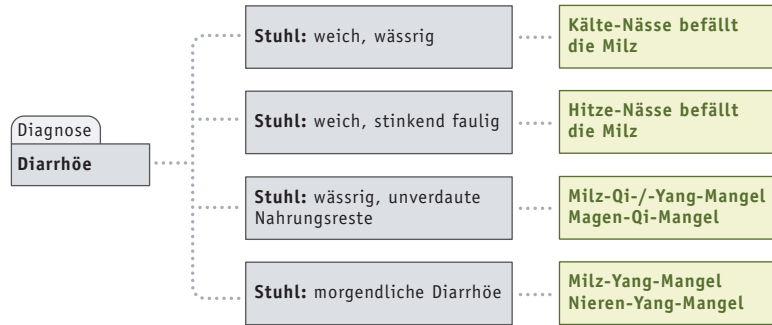 Diagnose
Diarrhöe
Stuhl: weich, wässrig
Kälte-Nässe befällt
die Milz
Stuhl: weich, stinkend faulig
Hitze-Nässe befällt
die Milz
Stuhl: wässrig, unverdaute
Nahrungsreste
Milz-Qi-/-Yang-Mangel
Magen-Qi-Mangel
Stuhl: morgendliche Diarrhöe
Milz-Yang-Mangel
Nieren-Yang-Mangel